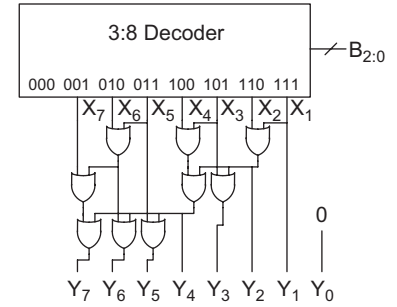 3:8 Decoder
B2:0
000 001 010 011 100 101 110 111
X7 X6 X5 X4 X3 X2 X1
0
Y7 Y6 Y5 Y4 Y3 Y2 Y1 Y0